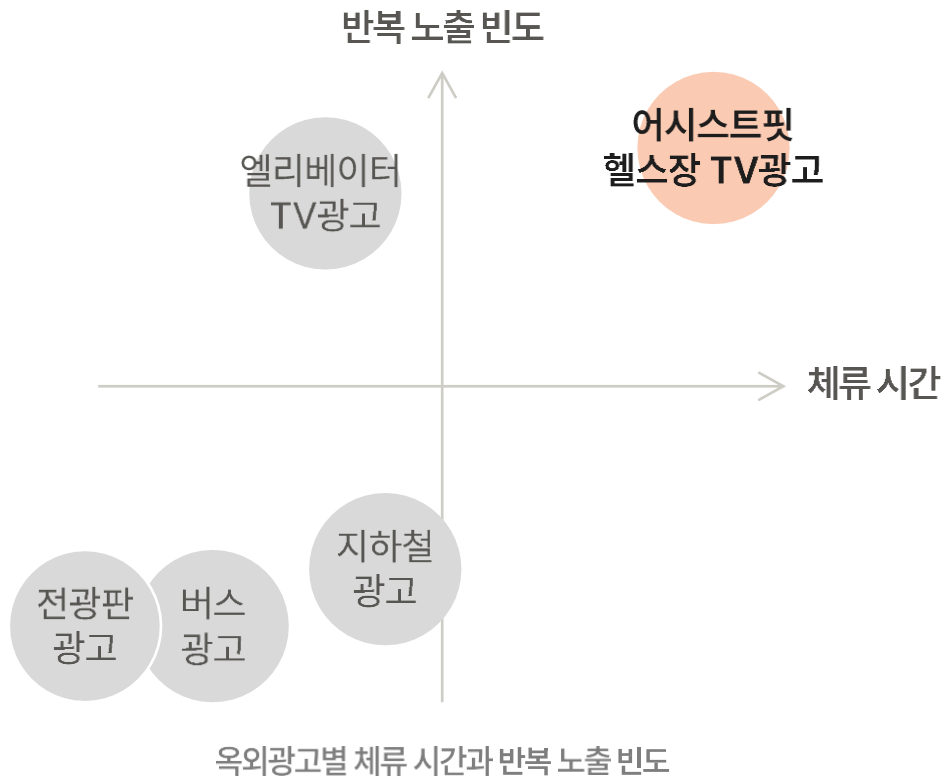 반복 노출 빈도
어시스트핏
헬스장 TV광고
엘리베이터
TV광고
체류 시간
지하철
광고
전광판
광고
버스
광고
옥외광고별 체류 시간과 반복 노출 빈도